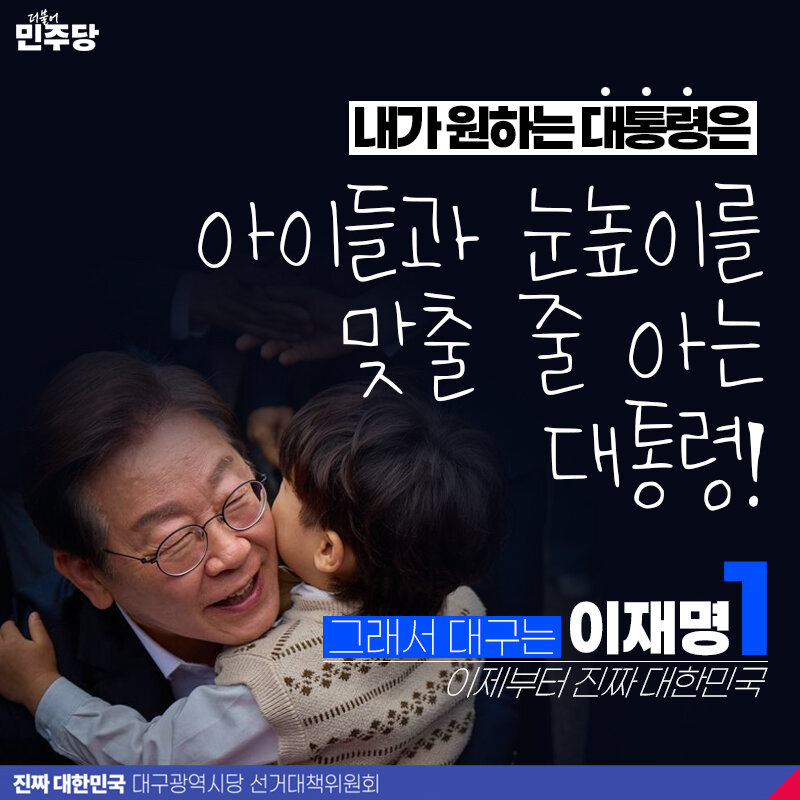 더불어
민주당
내가 원하는 대통령은
아이들과 눈높이를
맞출 줄 아는
대통령!
그래서 대구는 이재명 1
이제부터 진짜 대한민국
진짜 대한민국 대구광역시당 선거대책위원회